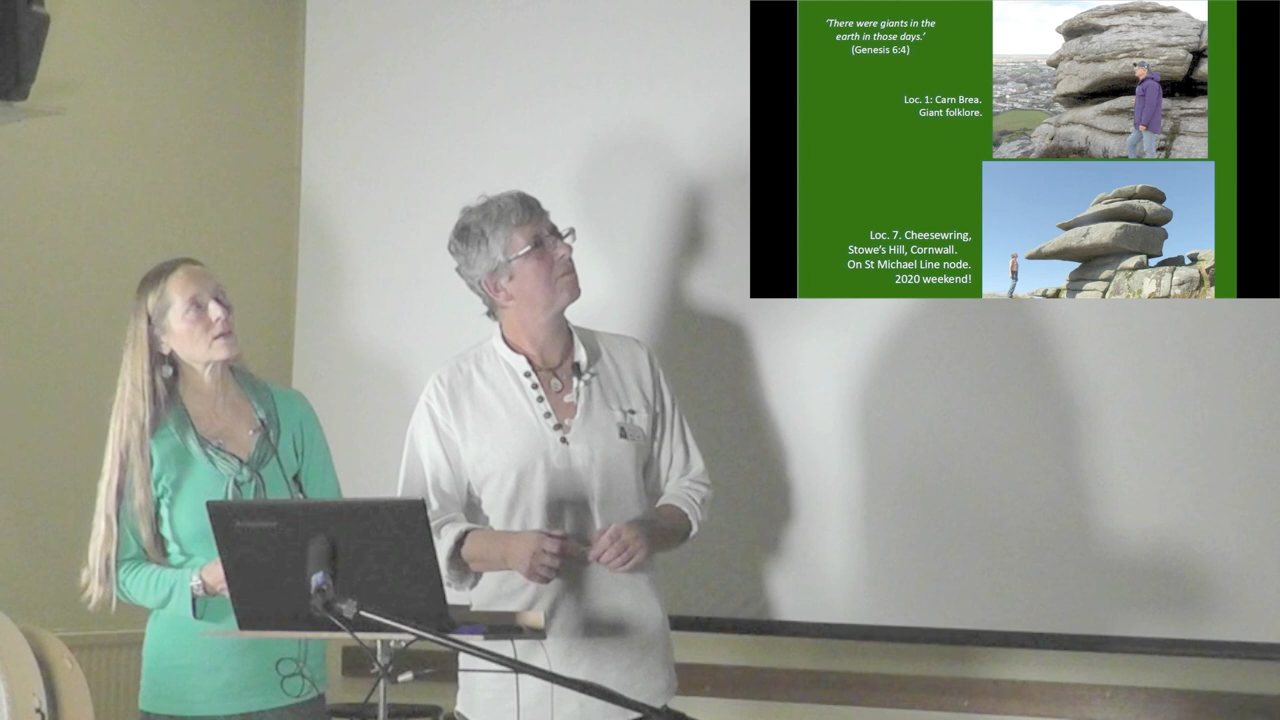 ‘There were giants in the
earth in those days.’
(Genesis 6:4)
Loc. 1: Carn Brea.
Giant folklore.
Loc. 7. Cheesewring,
Stowe’s Hill, Cornwall.
On St Michael Line node.
2020 weekend!